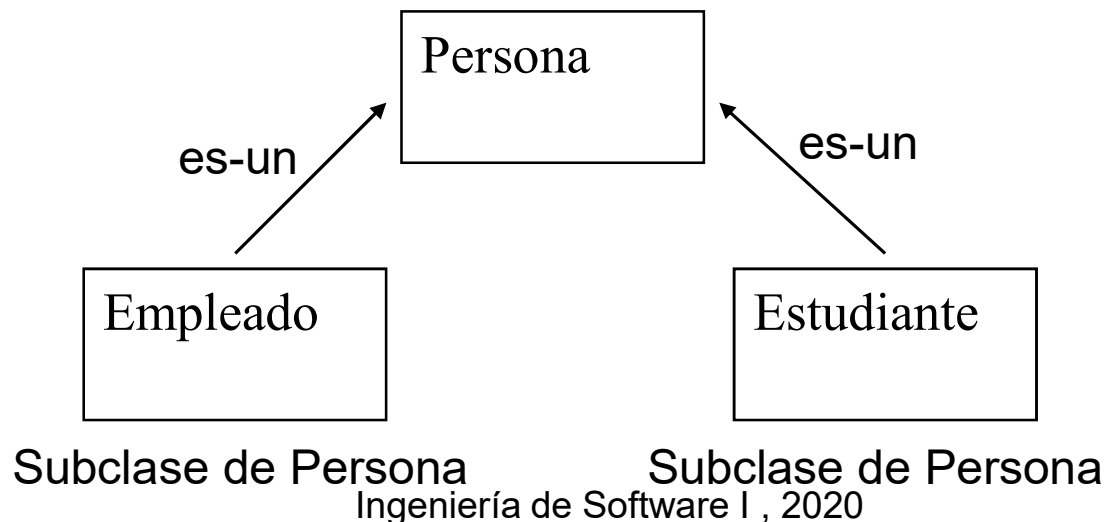 Persona
es-un
es-un
Empleado
Estudiante
Subclase de Persona
Subclase de Persona
Ingeniería de Software I , 2020